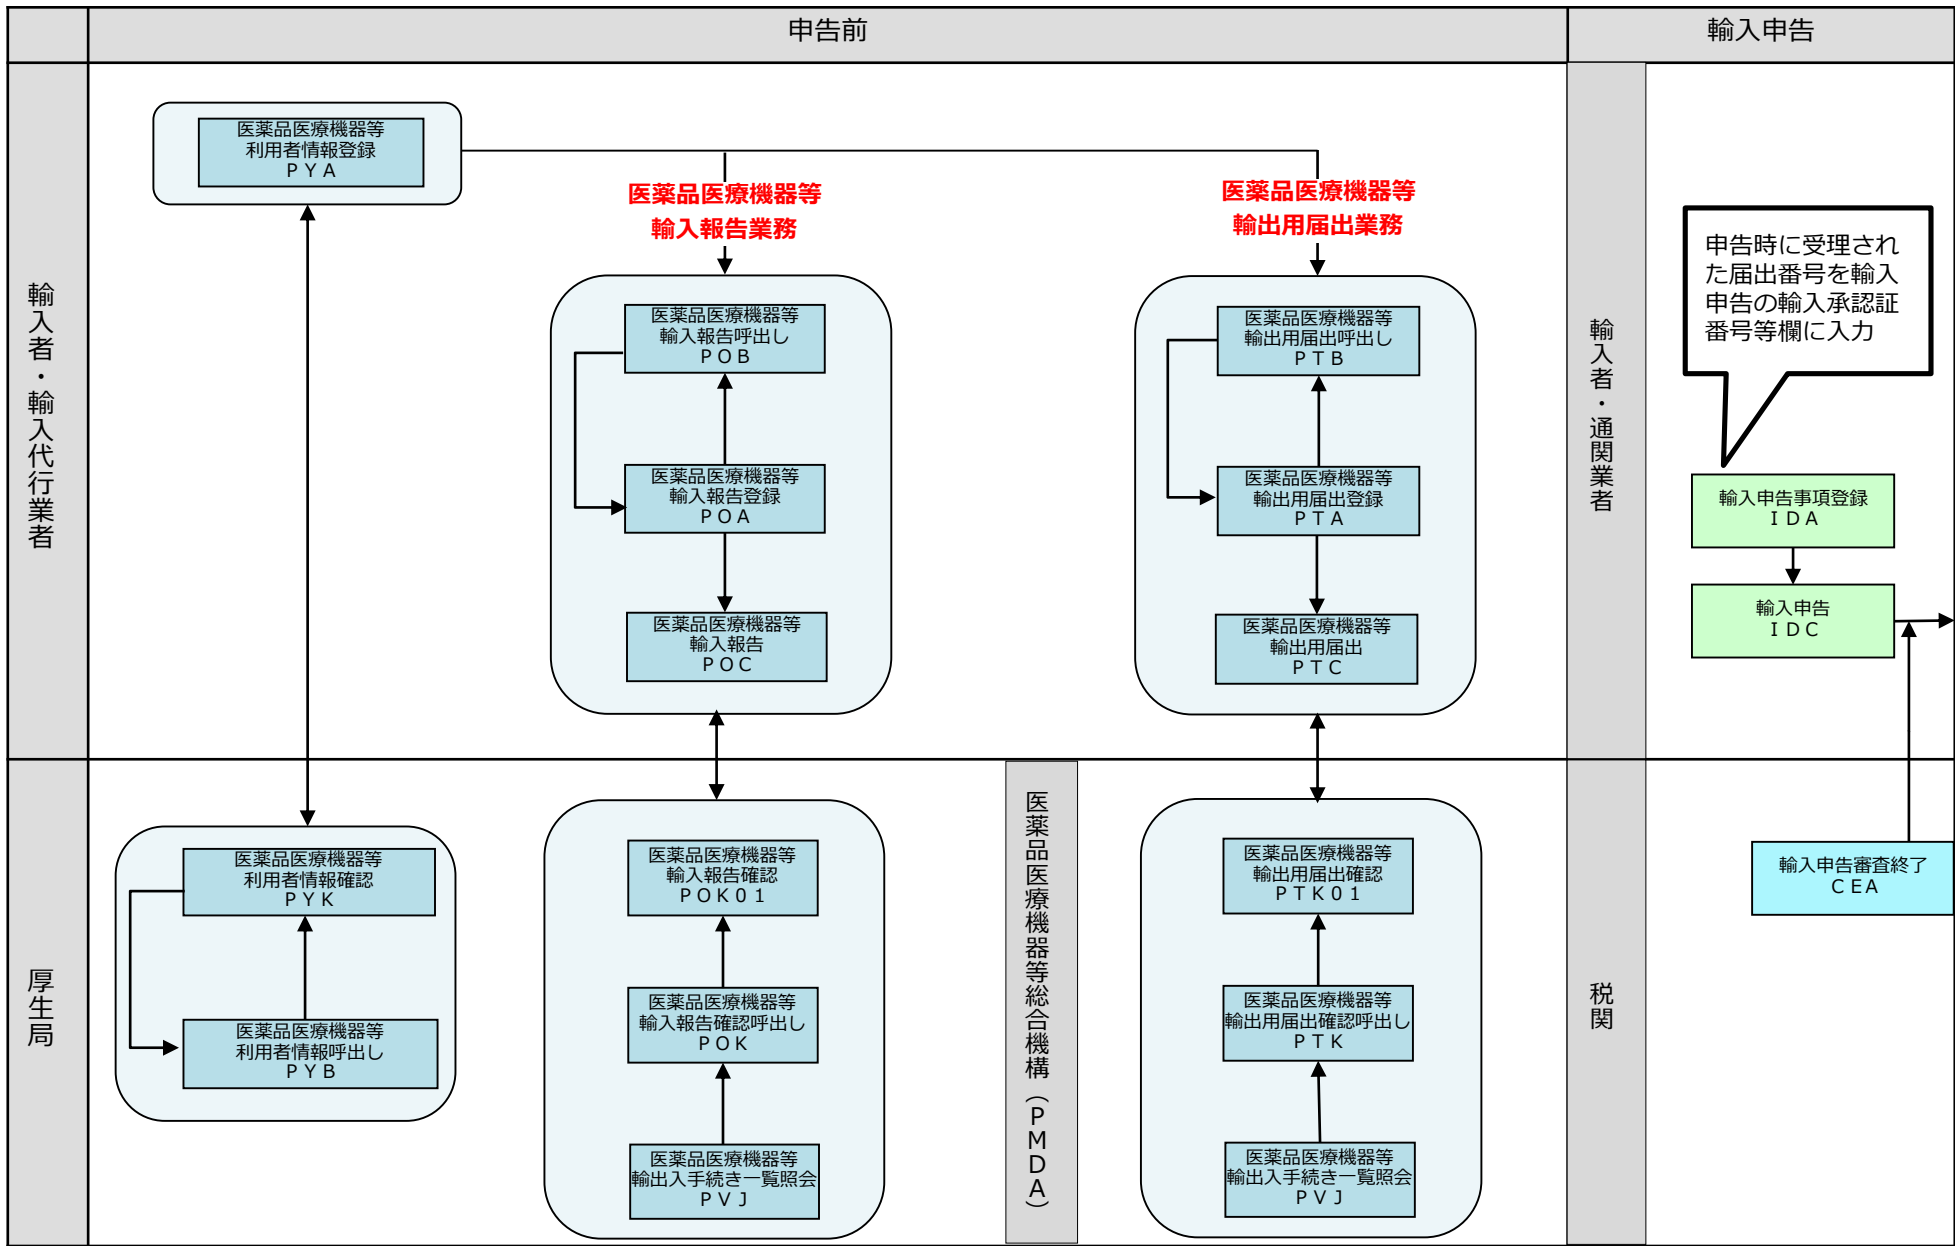 申告前
輸入申告
輸入者・輸入代行業者
医薬品医療機器等
利用者情報登録
ＰＹＡ
医薬品医療機器等
輸入報告業務
医薬品医療機器等
輸出用届出業務
医薬品医療機器等
輸入報告呼出し
ＰＯＢ
医薬品医療機器等
輸入報告登録
ＰＯＡ
医薬品医療機器等
輸入報告
ＰＯＣ
医薬品医療機器等
輸出用届出呼出し
ＰＴＢ
医薬品医療機器等
輸出用届出登録
ＰＴＡ
医薬品医療機器等
輸出用届出
ＰＴＣ
輸入者・通関業者
申告時に受理され
た届出番号を輸入
申告の輸入承認証
番号等欄に入力
輸入申告事項登録
ＩＤＡ
輸入申告
ＩＤＣ
厚生局
医薬品医療機器等
利用者情報確認
ＰＹＫ
医薬品医療機器等
利用者情報呼出し
ＰＹＢ
医薬品医療機器等
輸入報告確認
ＰＯＫ０１
医薬品医療機器等
輸入報告確認呼出し
ＰＯＫ
医薬品医療機器等
輸出入手続き一覧照会
ＰＶＪ
医薬品医療機器等総合機構（ＰＭＤＡ）
医薬品医療機器等
輸出用届出確認
ＰＴＫ０１
医薬品医療機器等
輸出用届出確認呼出し
ＰＴＫ
医薬品医療機器等
輸出入手続き一覧照会
ＰＶＪ
税関
輸入申告審査終了
ＣＥＡ